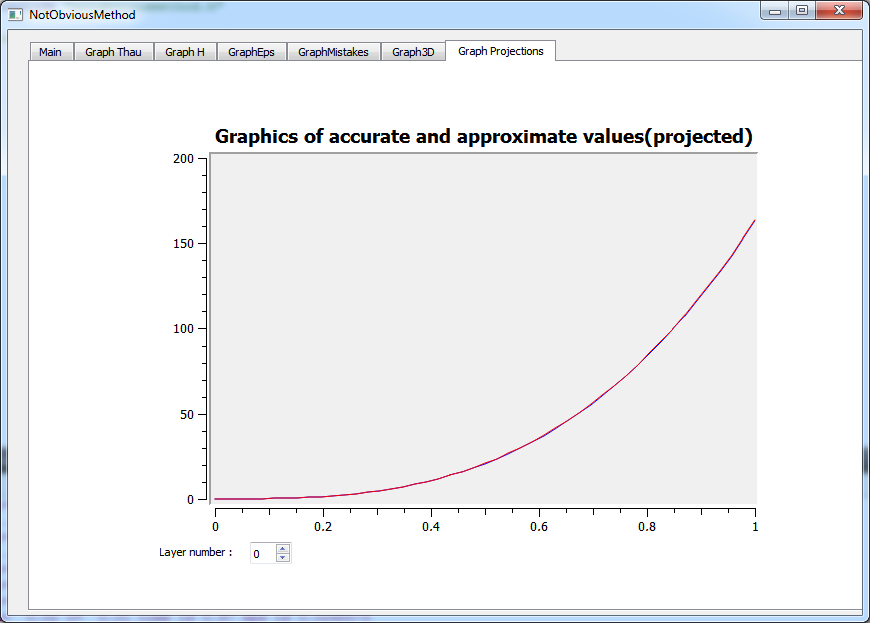 NotObviousMethod
Main Graph Thau Graph H GraphEps GraphMistakes Graph3D Graph Projections
Graphics of accurate and approximate values(projected)
200
150
100
50
0
0 0.2 0.4 0.6 0.8 1
Layer number : 0